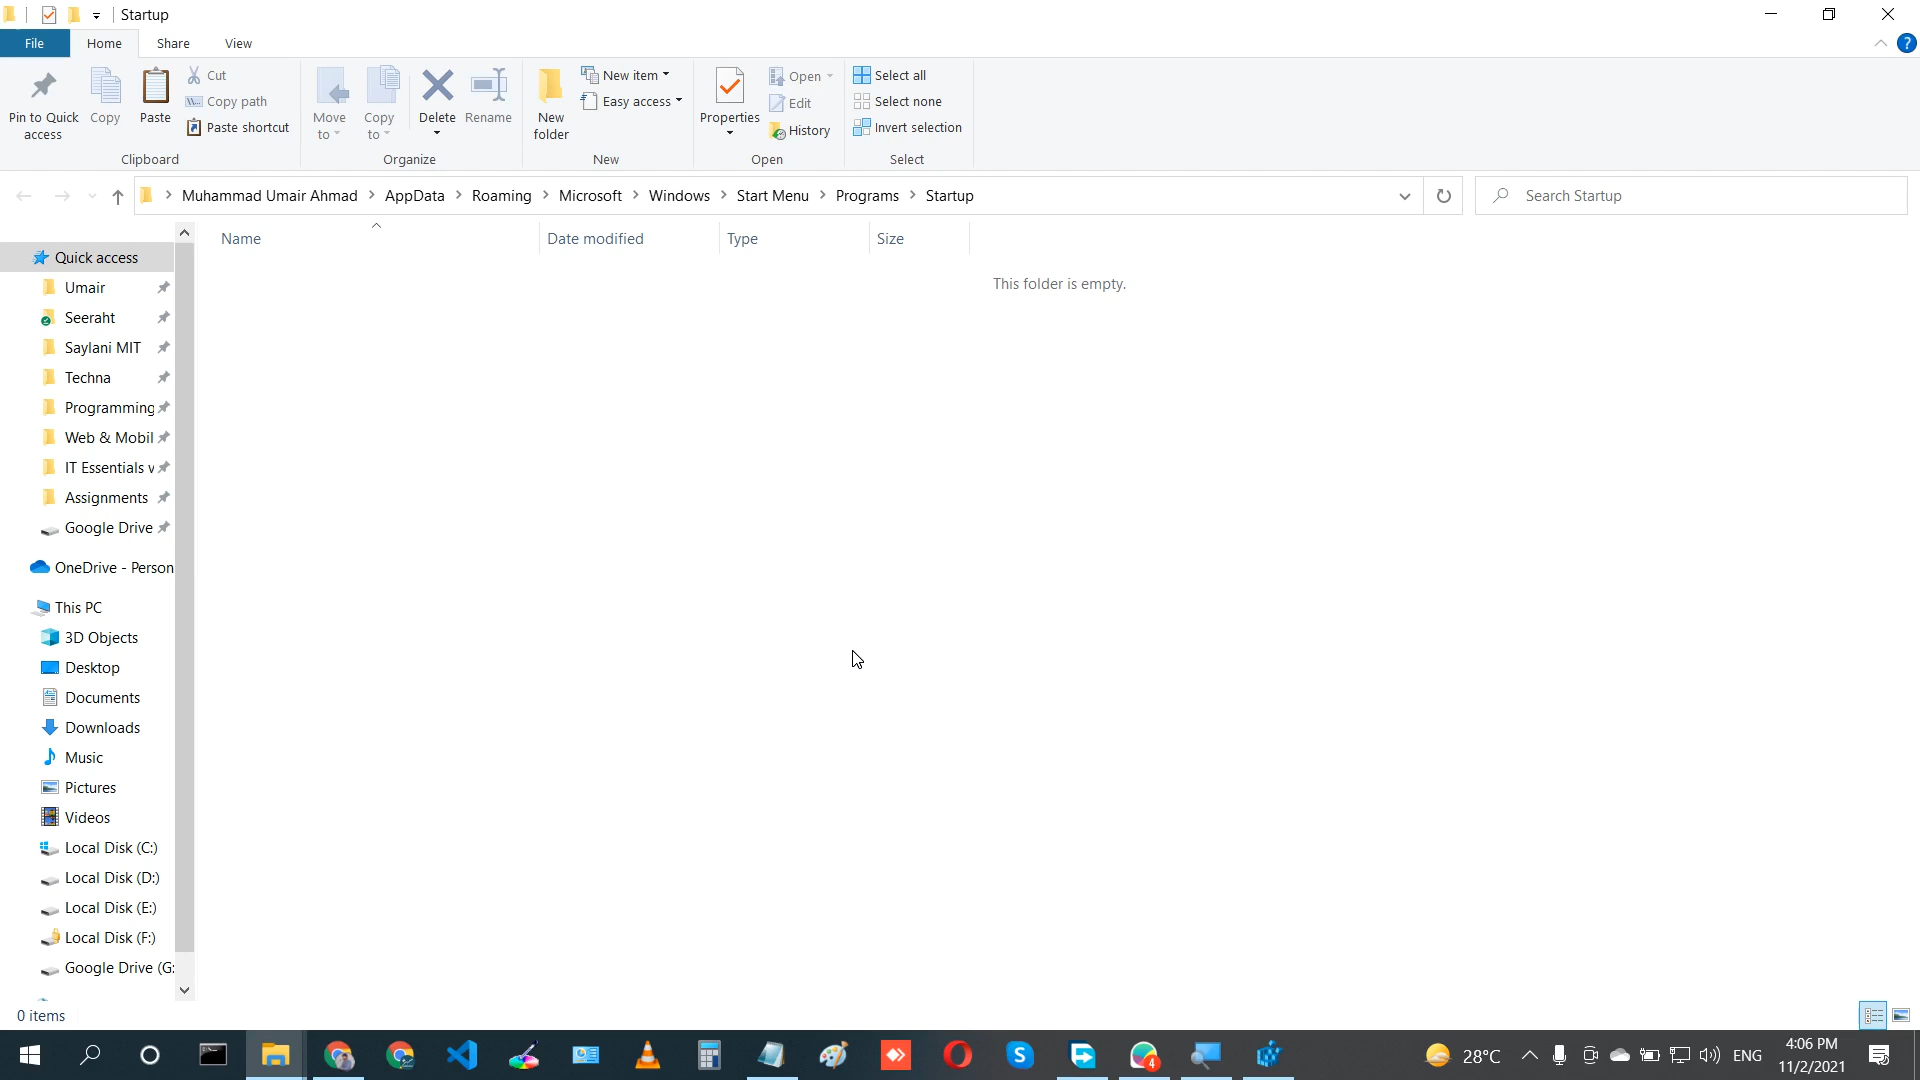 Startup
File Home Share View
Pin to Quick access
Copy
Paste
Cut
Copy path
Paste shortcut
Clipboard
Move to
Copy to
Delete
Rename
Organize
New folder
New item
Easy access
New
Properties
Open
Edit
History
Open
Select all
Select none
Invert selection
Select
Muhammad Umair Ahmad > AppData > Roaming > Microsoft > Windows > Start Menu > Programs > Startup
Search Startup
Name Date modified Type Size
This folder is empty.
Quick access
Umair
Seeraht
Saylani MIT
Techna
Programming
Web & Mobil
IT Essentials v
Assignments
Google Drive
OneDrive - Person
This PC
3D Objects
Desktop
Documents
Downloads
Music
Pictures
Videos
Local Disk (C:)
Local Disk (D:)
Local Disk (E:)
Local Disk (F:)
Google Drive (G:
0 items
4
28°C
ENG
4:06 PM
11/2/2021